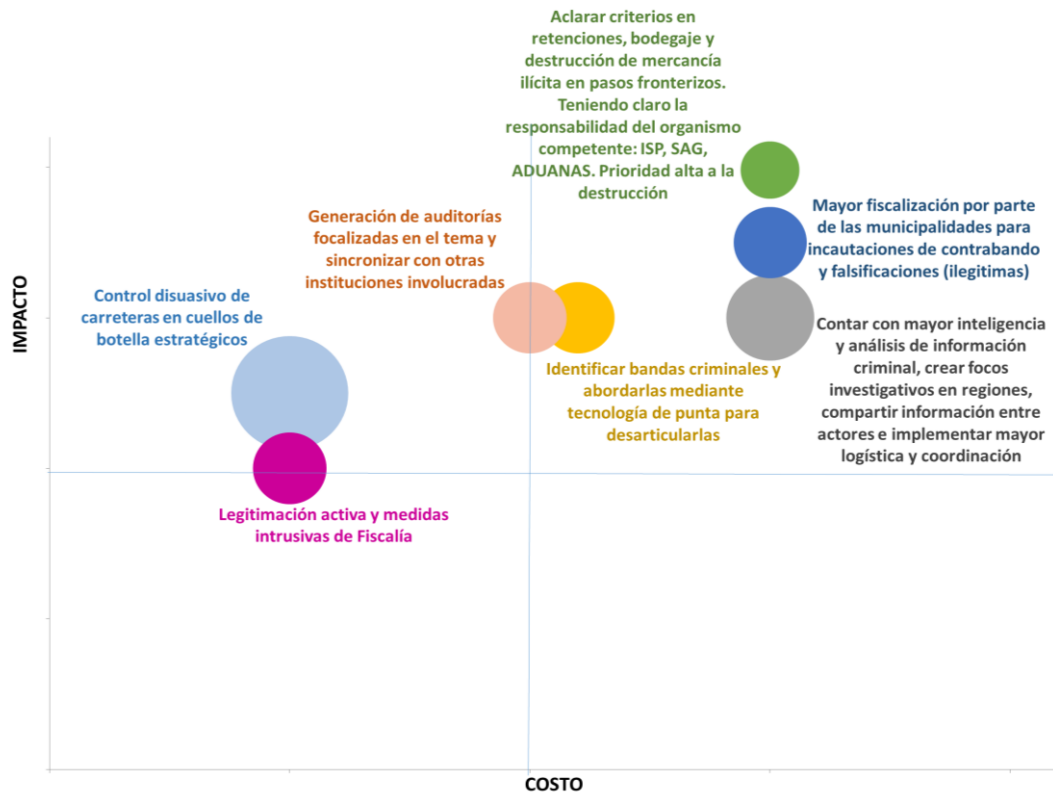 Aclarar criterios en
retenciones, bodegaje y
destrucción de mercancía
ilícita en pasos fronterizos.
Teniendo claro la
responsabilidad del organismo
competente: ISP, SAG,
ADUANAS. Prioridad alta a la
destrucción
Mayor fiscalización por parte
de las municipalidades para
incautaciones de contrabando
y falsificaciones (ilegitimas)
Generación de auditorías
focalizadas en el tema y
sincronizar con otras
instituciones involucradas
Control disuasivo de
carreteras en cuellos de
botella estratégicos
IMPACTO
Contar con mayor inteligencia
y análisis de información
criminal, crear focos
investigativos en regiones,
compartir información entre
actores e implementar mayor
logística y coordinación
Identificar bandas criminales y
abordarlas mediante
tecnología de punta para
desarticularlas
Legitimación activa y medidas
intrusivas de Fiscalía
COSTO